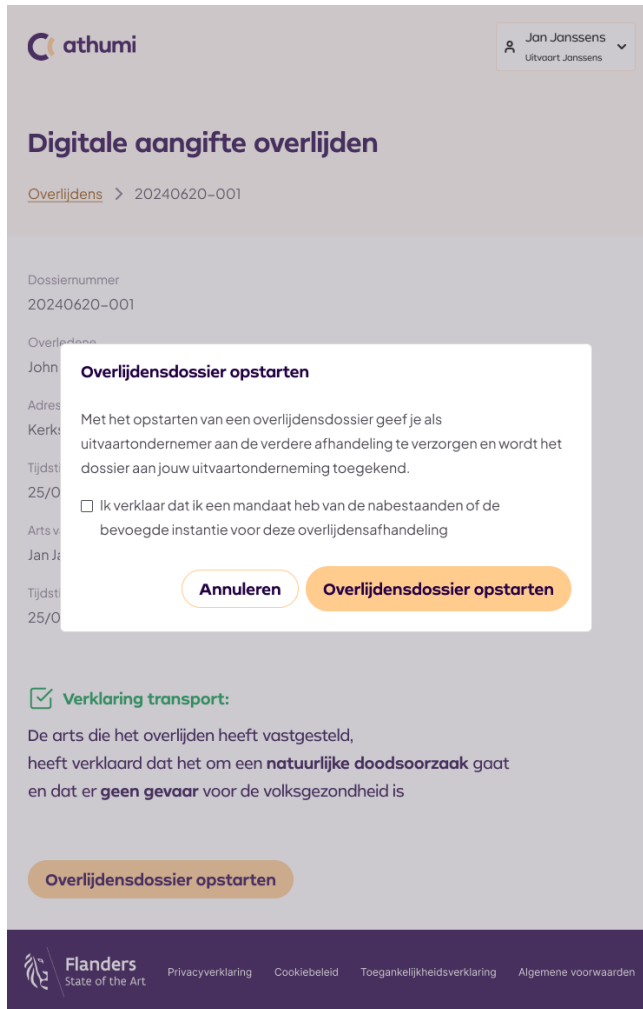 athumi
Jan Janssens
Uitvaart Janssens
Digitale aangifte overlijden
Overlijdens > 20240620-001
Dossiernummer
20240620-001
Overledene
John
Adres
Overlijdensdossier opstarten
Met het opstarten van een overlijdensdossier geef je als
uitvaartondernemer aan de verdere afhandeling te verzorgen en wordt het
dossier aan jouw uitvaartonderneming toegekend.
Ik verklaar dat ik een mandaat heb van de nabestaanden of de
bevoegde instantie voor deze overlijdensafhandeling
Annuleren
Overlijdensdossier opstarten
25/0
Arts v
25/0
Verklaring transport:
De arts die het overlijden heeft vastgesteld,
heeft verklaard dat het om een natuurlijke doodsoorzaak gaat
en dat er geen gevaar voor de volksgezondheid is
Overlijdensdossier opstarten
Flanders
State of the Art
Privacyverklaring
Cookiebeleid
Toegankelijkheidsverklaring
Algemene voorwaarden